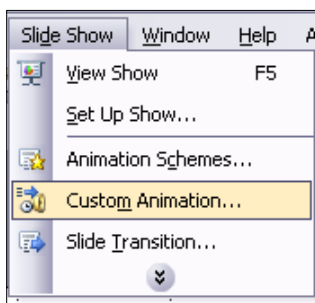 Slide Show Window Help A
View Show F5
Set Up Show...
Animation Schemes...
Custom Animation...
Slide Transition...